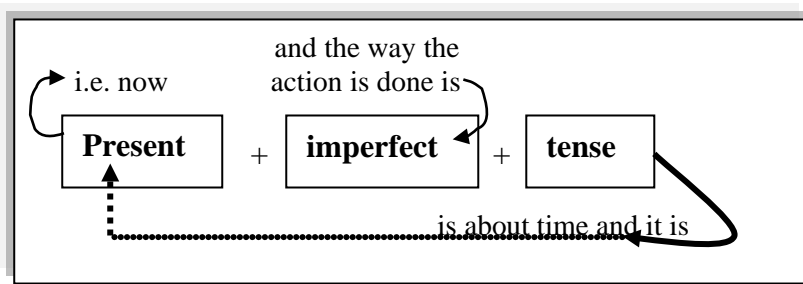 and the way the
i.e. now action is done is
Present + imperfect + tense
is about time and it is